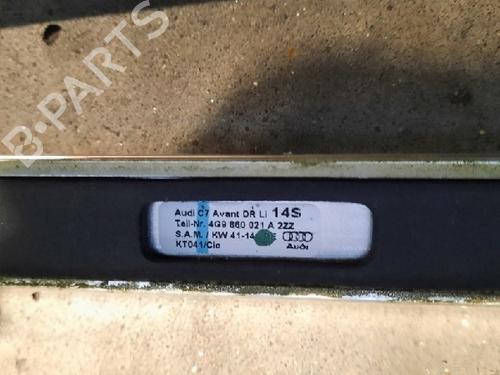 B-PARTS
Audi C7 Avant DR Li 14S
Teil-Nr. 4G9 860 021 A 2ZZ
S.A.M. / KW 41-14
KT041/Cio
Audi